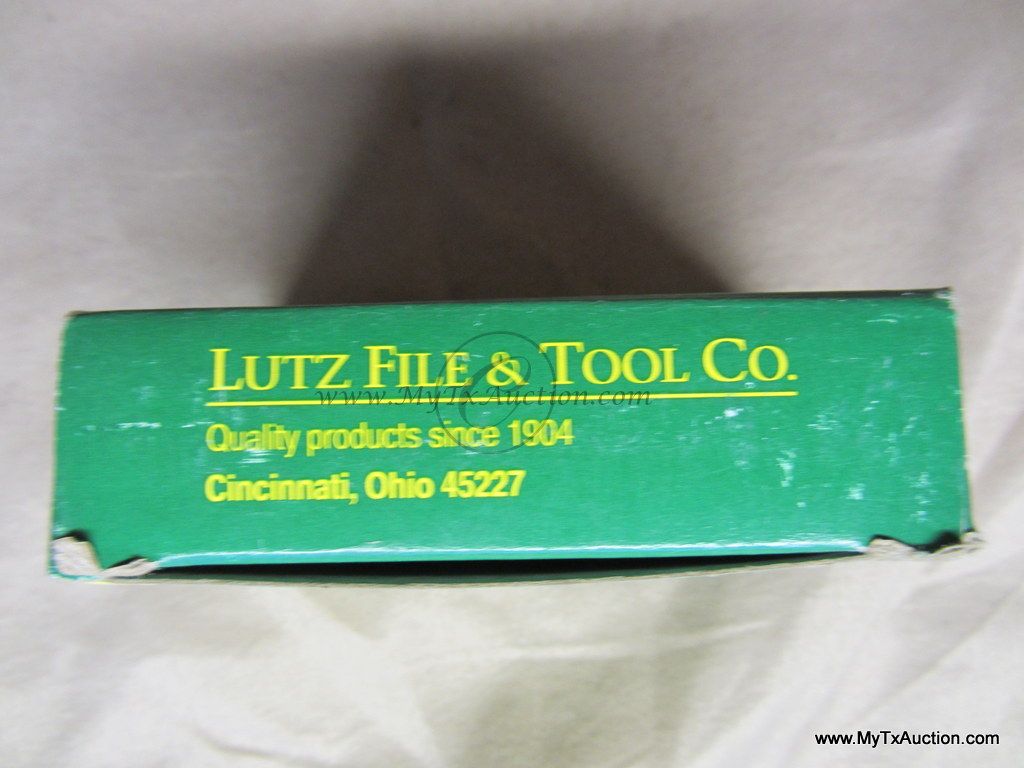 LUTZ FILE & TOOL CO.
www.MyTxAuction.com
Quality products since 1904
Cincinnati, Ohio 45227
www.MyTxAuction.com